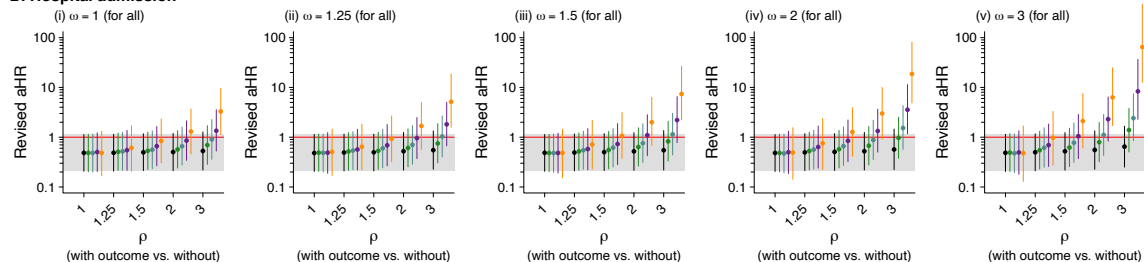 (i) ω = 1 (for all)
(ii) ω = 1.25 (for all)
(iii) ω = 1.5 (for all)
(iv) ω = 2 (for all)
(v) ω = 3 (for all)
Revised aHR
100
10
1
0.1
1
1.25
1.5
2
3
ρ
(with outcome vs. without)
Revised aHR
100
10
1
0.1
1
1.25
1.5
2
3
ρ
(with outcome vs. without)
Revised aHR
100
10
1
0.1
1
1.25
1.5
2
3
ρ
(with outcome vs. without)
Revised aHR
100
10
1
0.1
1
1.25
1.5
2
3
ρ
(with outcome vs. without)
Revised aHR
100
10
1
0.1
1
1.25
1.5
2
3
ρ
(with outcome vs. without)